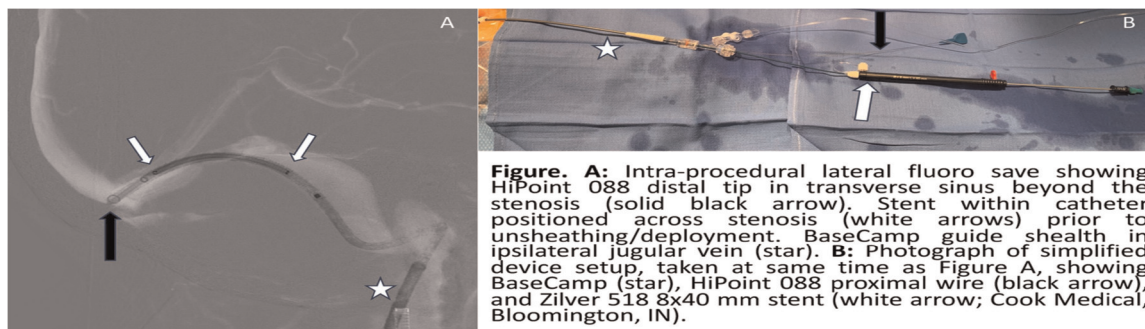 A
B
Figure. A: Intra-procedural lateral fluoro save showing
HiPoint 088 distal tip in transverse sinus beyond the
stenosis (solid black arrow). Stent within catheter
positioned across stenosis (white arrows) prior to
unsheathing/deployment. BaseCamp guide shealth in
ipsilateral jugular vein (star). B: Photograph of simplified
device setup, taken at same time as Figure A, showing
BaseCamp (star), HiPoint 088 proximal wire (black arrow),
and Zilver 518 8x40 mm stent (white arrow; Cook Medical,
Bloomington, IN).